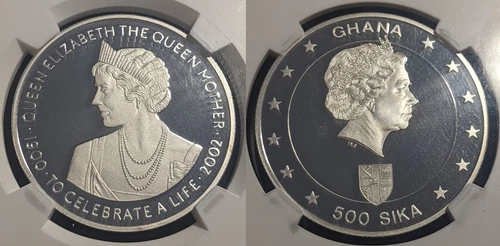 · QUEEN ELIZABETH THE QUEEN MOTHER ·
1900 · TO CELEBRATE A LIFE · 2002
GHANA
500 SIKA